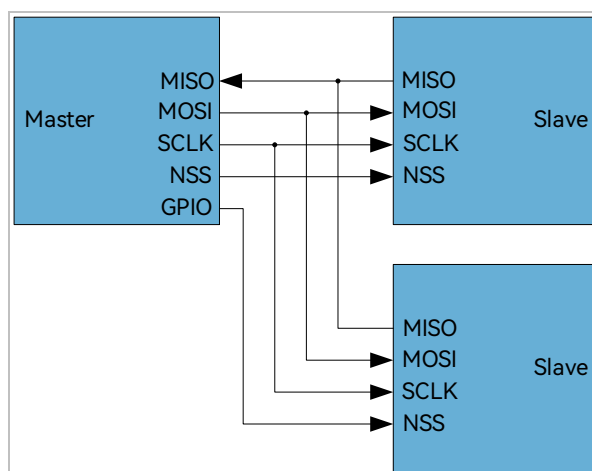 MISO MISO
MOSI MOSI
Master Slave
SCLK SCLK
NSS NSS
GPIO
MISO
MOSI
Slave
SCLK
NSS